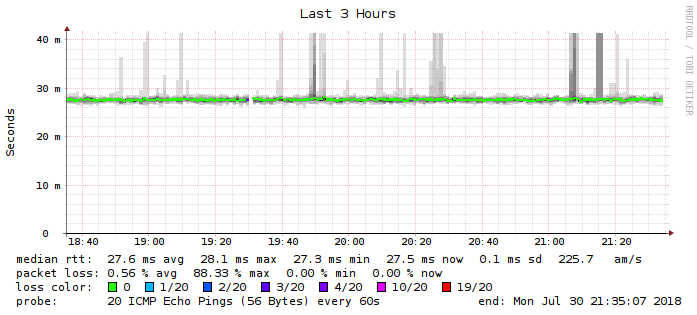 Last 3 Hours
RRDTOOL / TOBI OETIKER
Seconds
40 m
30 m
20 m
10 m
0
18:40 19:00 19:20 19:40 20:00 20:20 20:40 21:00 21:20
median rtt: 27.6 ms avg 28.1 ms max 27.3 ms min 27.5 ms now 0.1 ms sd 225.7 am/s
packet loss: 0.56 % avg 88.33 % max 0.00 % min 0.00 % now
loss color: 0 1/20 2/20 3/20 4/20 10/20 19/20
probe: 20 ICMP Echo Pings (56 Bytes) every 60s end: Mon Jul 30 21:35:07 2018